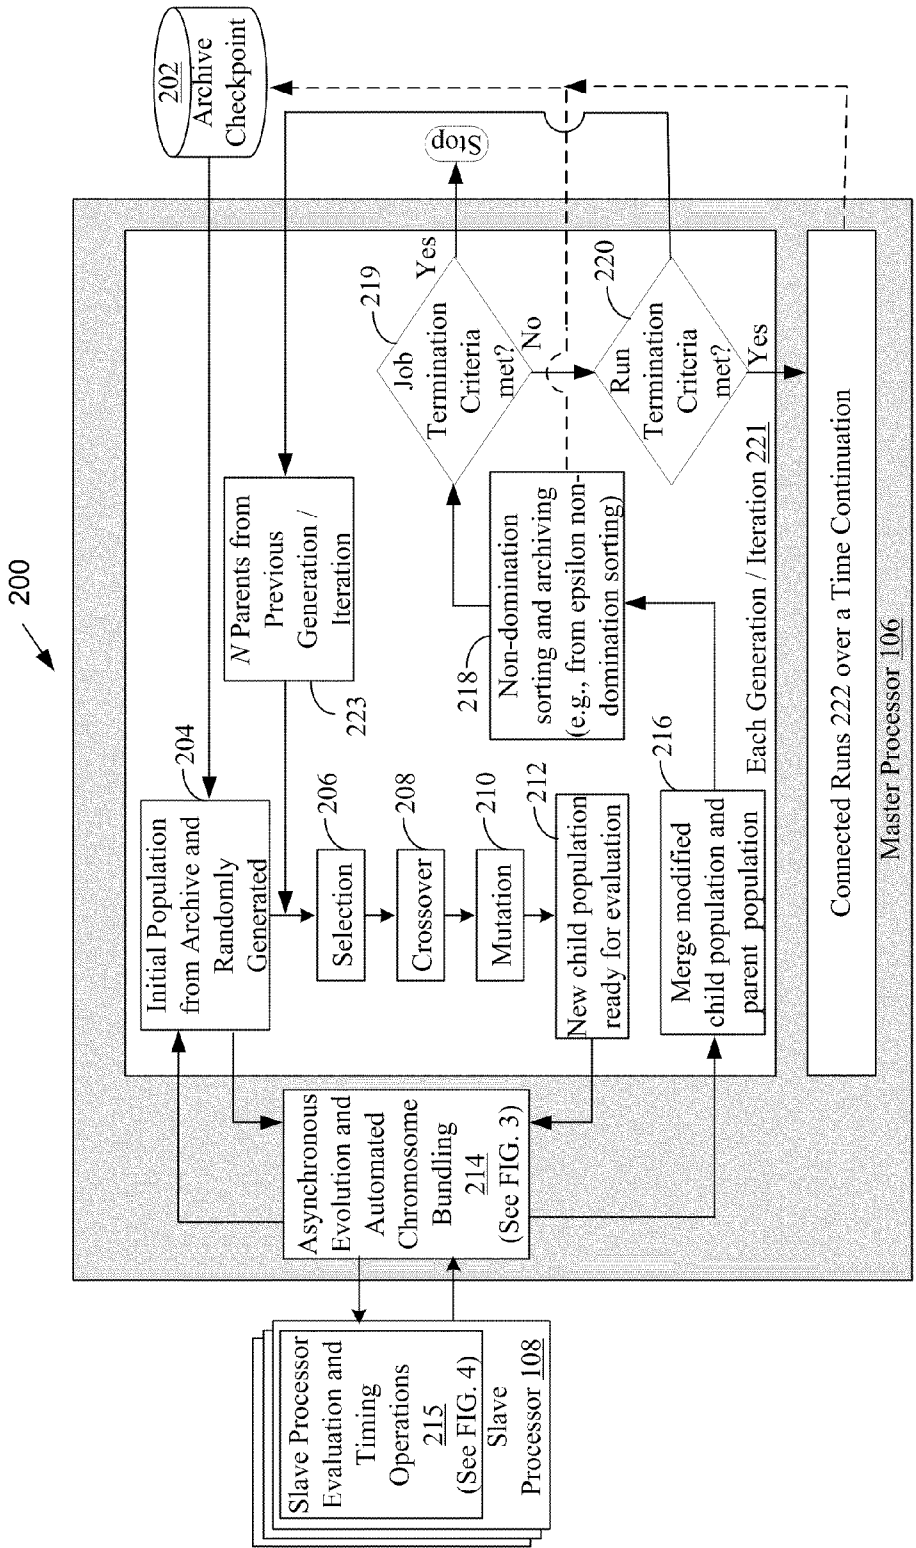 200
202
Archive
Checkpoint
204
Initial Population
from Archive and
Randomly
Generated
N Parents from
Previous
Generation /
Iteration
223
206
Selection
208
Crossover
210
Mutation
212
New child population
ready for evaluation
Asynchronous
Evolution and
Automated
Chromosome
Bundling
214
(See FIG. 3)
Slave Processor
Evaluation and
Timing
Operations
215
(See FIG. 4)
Slave
Processor 108
216
Merge modified
child population and
parent population
218
Non-domination
sorting and archiving
(e.g., from epsilon non-
domination sorting)
219
Job
Termination
Criteria
met?
Yes
Stop
No
220
Run
Termination
Criteria
met?
Yes
Each Generation / Iteration 221
Connected Runs 222 over a Time Continuation
Master Processor 106